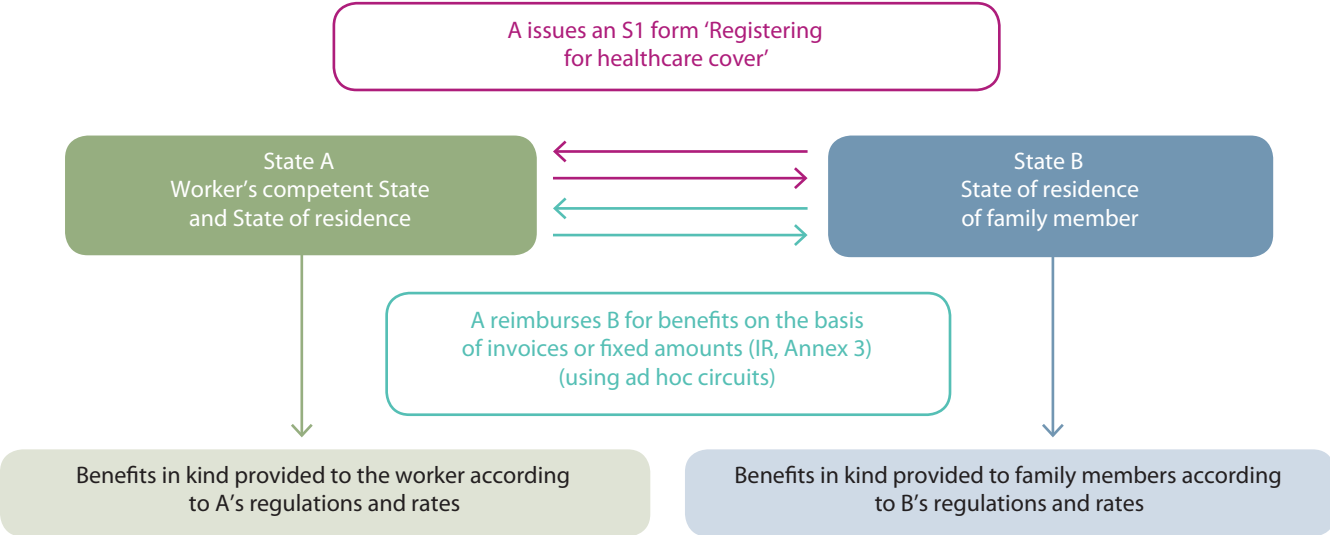 A issues an S1 form ‘Registering
for healthcare cover’
State A
Worker’s competent State
and State of residence
State B
State of residence
of family member
A reimburses B for benefits on the basis
of invoices or fixed amounts (IR, Annex 3)
(using ad hoc circuits)
Benefits in kind provided to the worker according
to A’s regulations and rates
Benefits in kind provided to family members according
to B’s regulations and rates